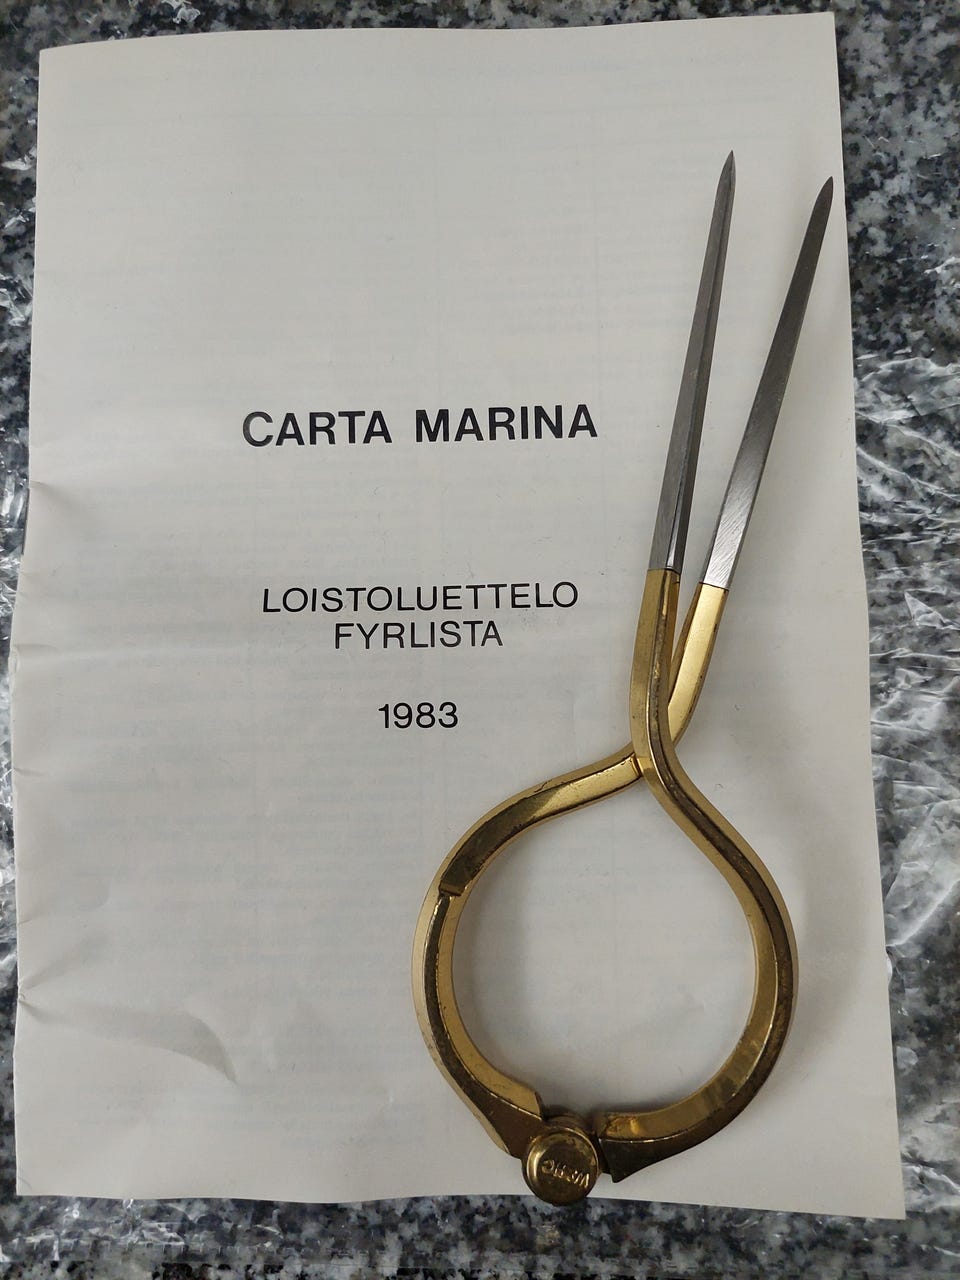 CARTA MARINA
LOISTOLUETTELO
FYRLISTA
1983